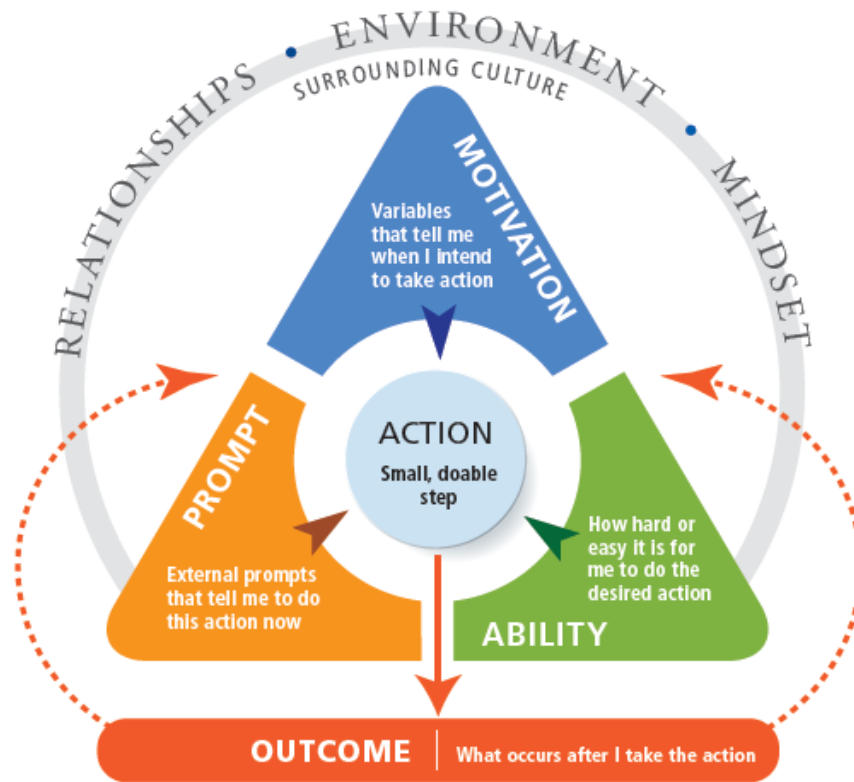 RELATIONSHIPS • ENVIRONMENT • MINDSET
SURROUNDING CULTURE
MOTIVATION
Variables
that tell me
when I intend
to take action
PROMPT
External prompts
that tell me to do
this action now
ACTION
Small, doable
step
How hard or
easy it is for
me to do the
desired action
ABILITY
OUTCOME | What occurs after I take the action